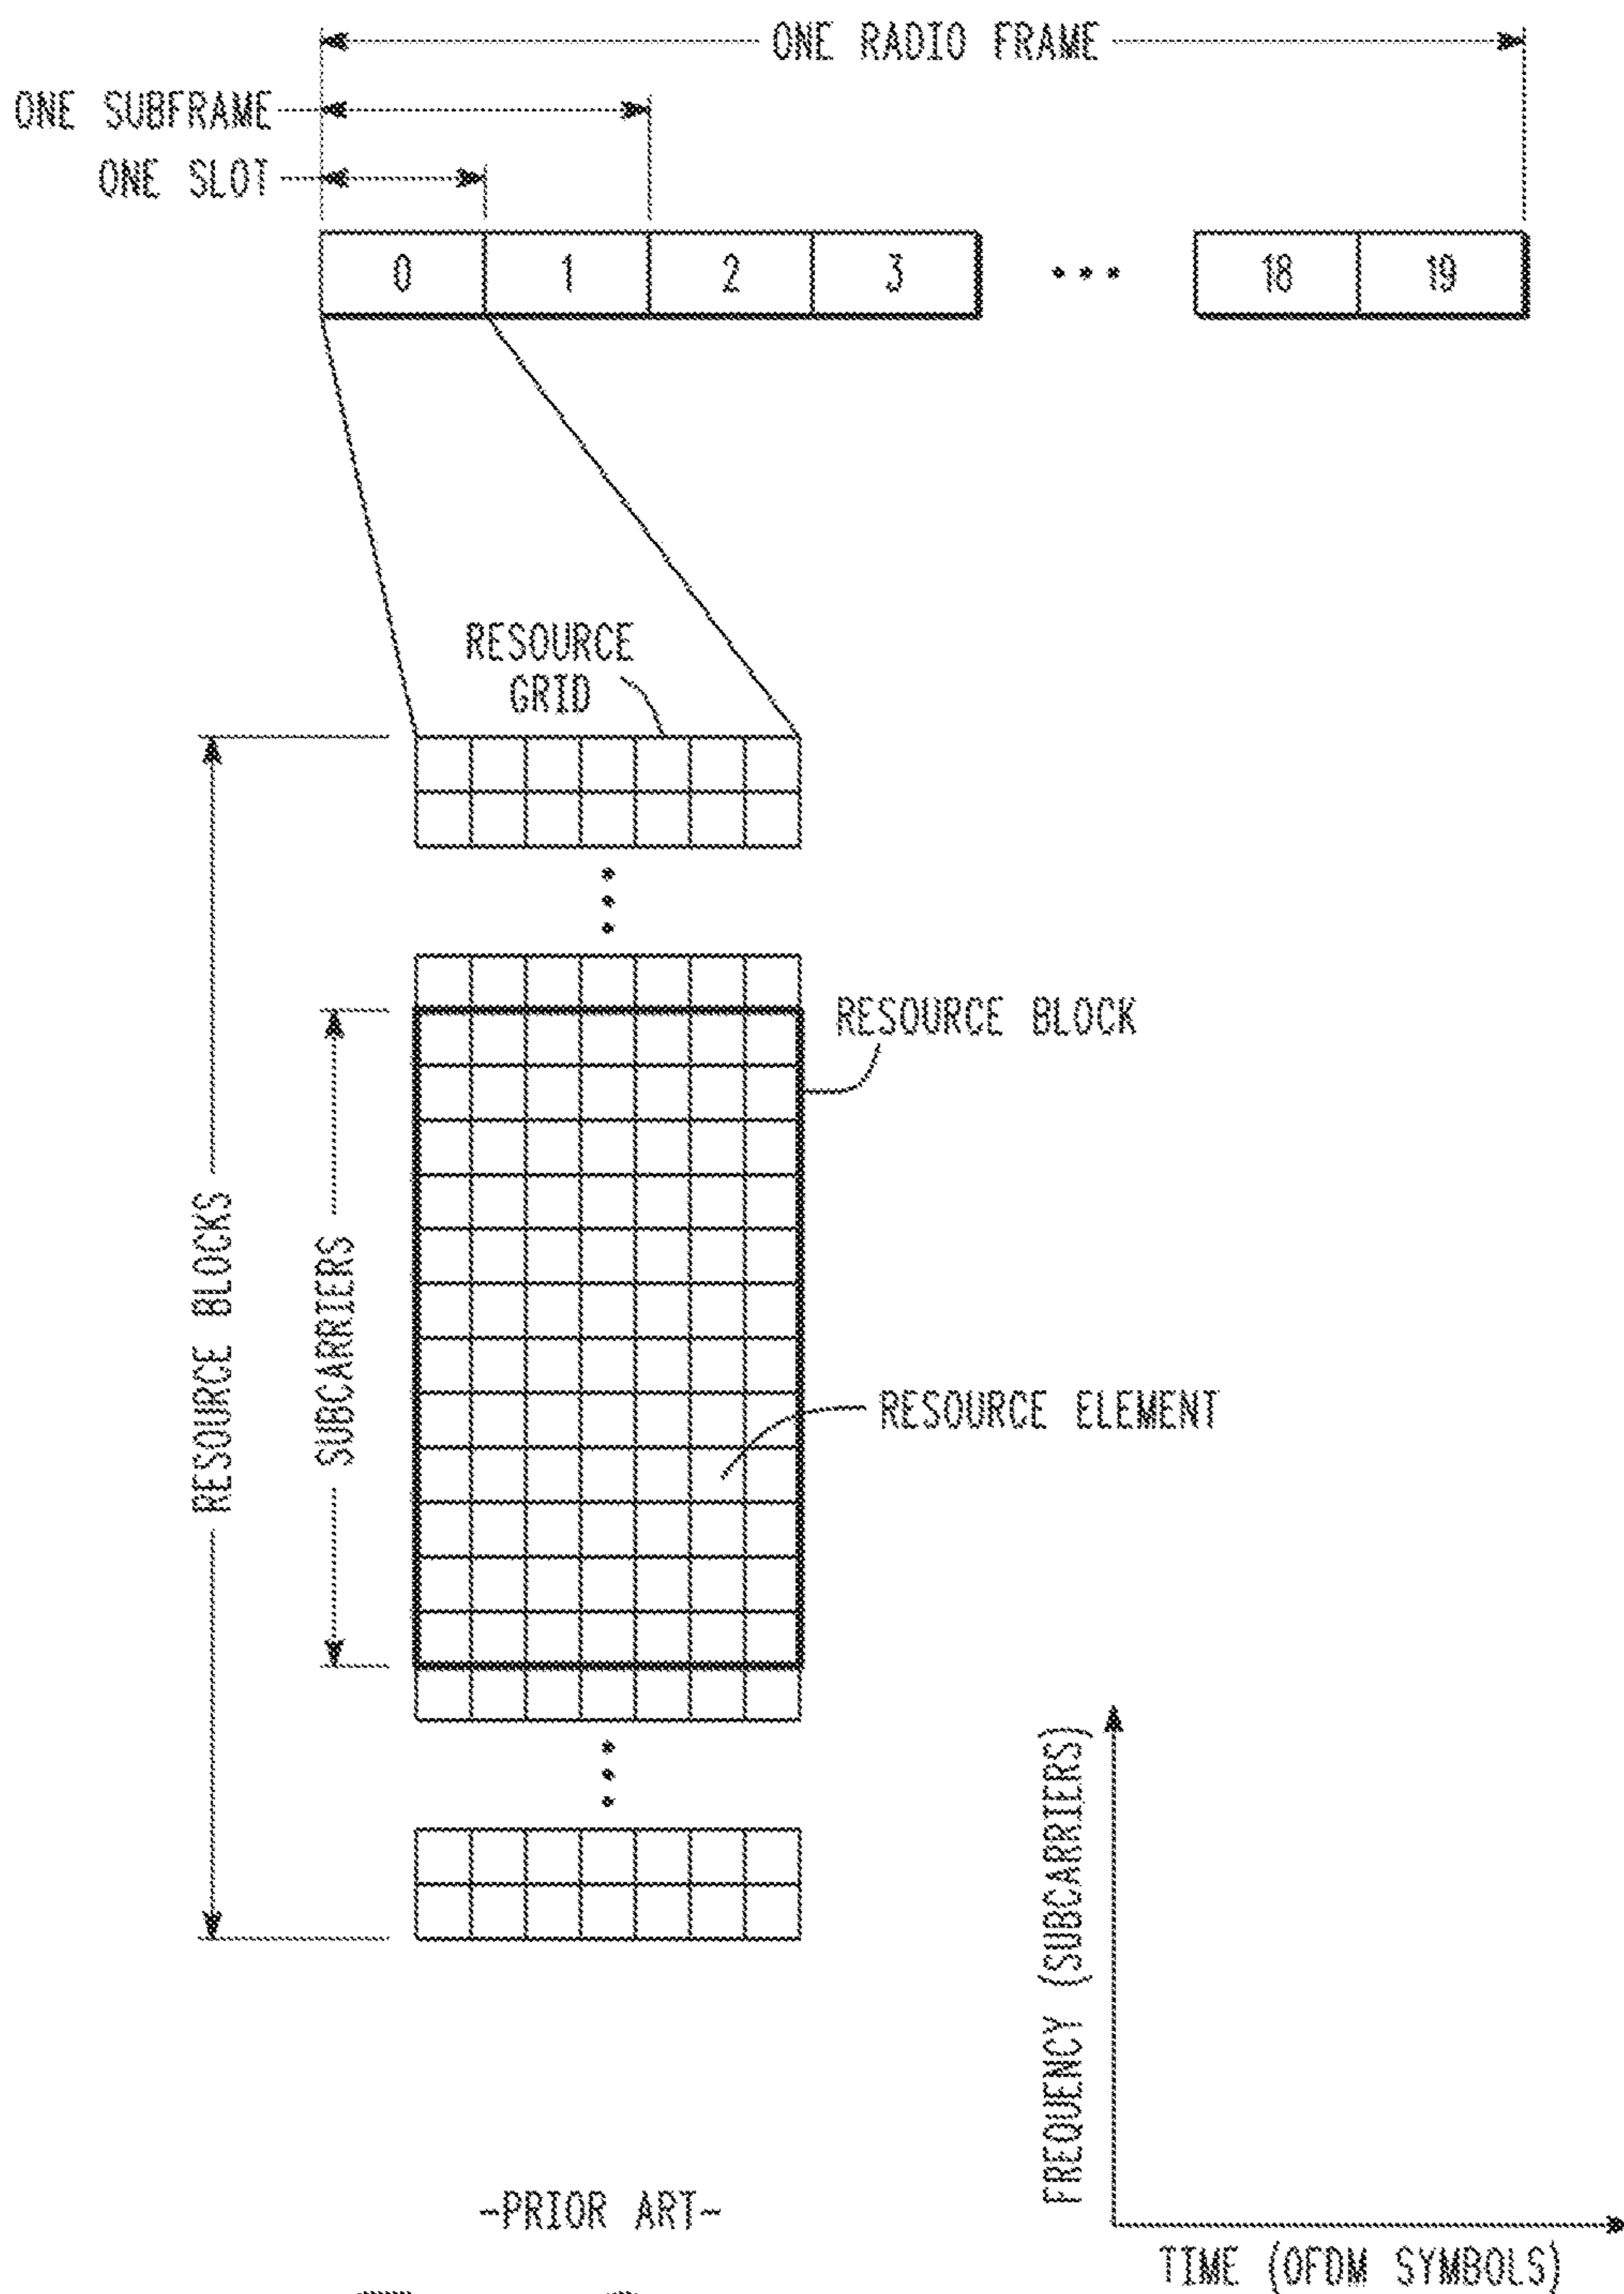 ONE RADIO FRAME
ONE SUBFRAME
ONE SLOT
0 1 2 3 ••• 18 19
RESOURCE
GRID
RESOURCE BLOCK
RESOURCE BLOCKS
SUBCARRIERS
RESOURCE ELEMENT
FREQUENCY (SUBCARRIERS)
-PRIOR ART-
TIME (OFDM SYMBOLS)